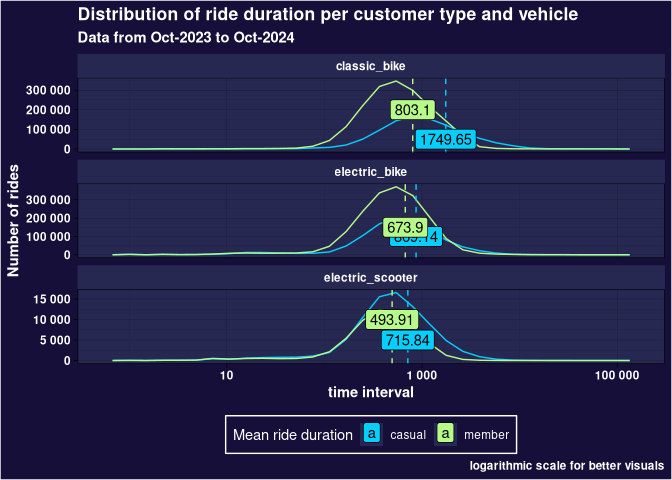 Distribution of ride duration per customer type and vehicle
Data from Oct-2023 to Oct-2024
Number of rides
classic_bike
300 000
200 000
100 000
0
803.1
1749.65
electric_bike
300 000
200 000
100 000
0
673.9
electric_scooter
15 000
10 000
5 000
0
493.91
715.84
10
1 000
100 000
time interval
Mean ride duration a casual a member
logarithmic scale for better visuals